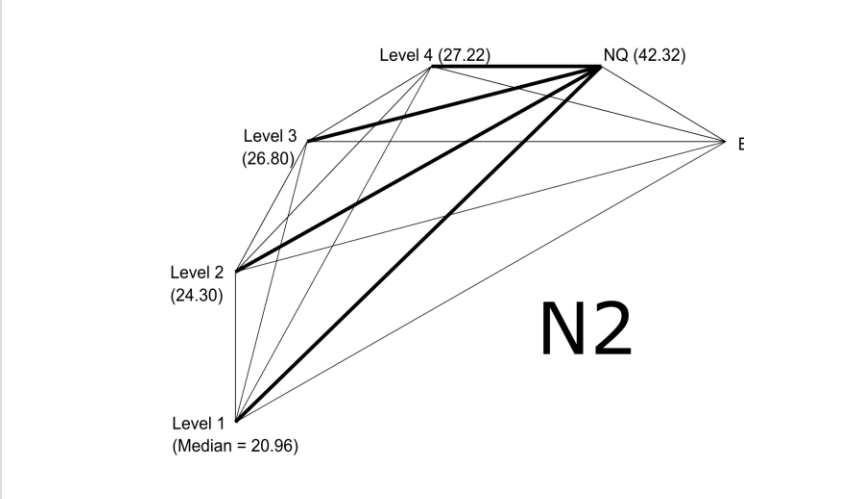 Level 4 (27.22)
NQ (42.32)
Level 3
(26.80)
Level 2
(24.30)
N2
Level 1
(Median = 20.96)